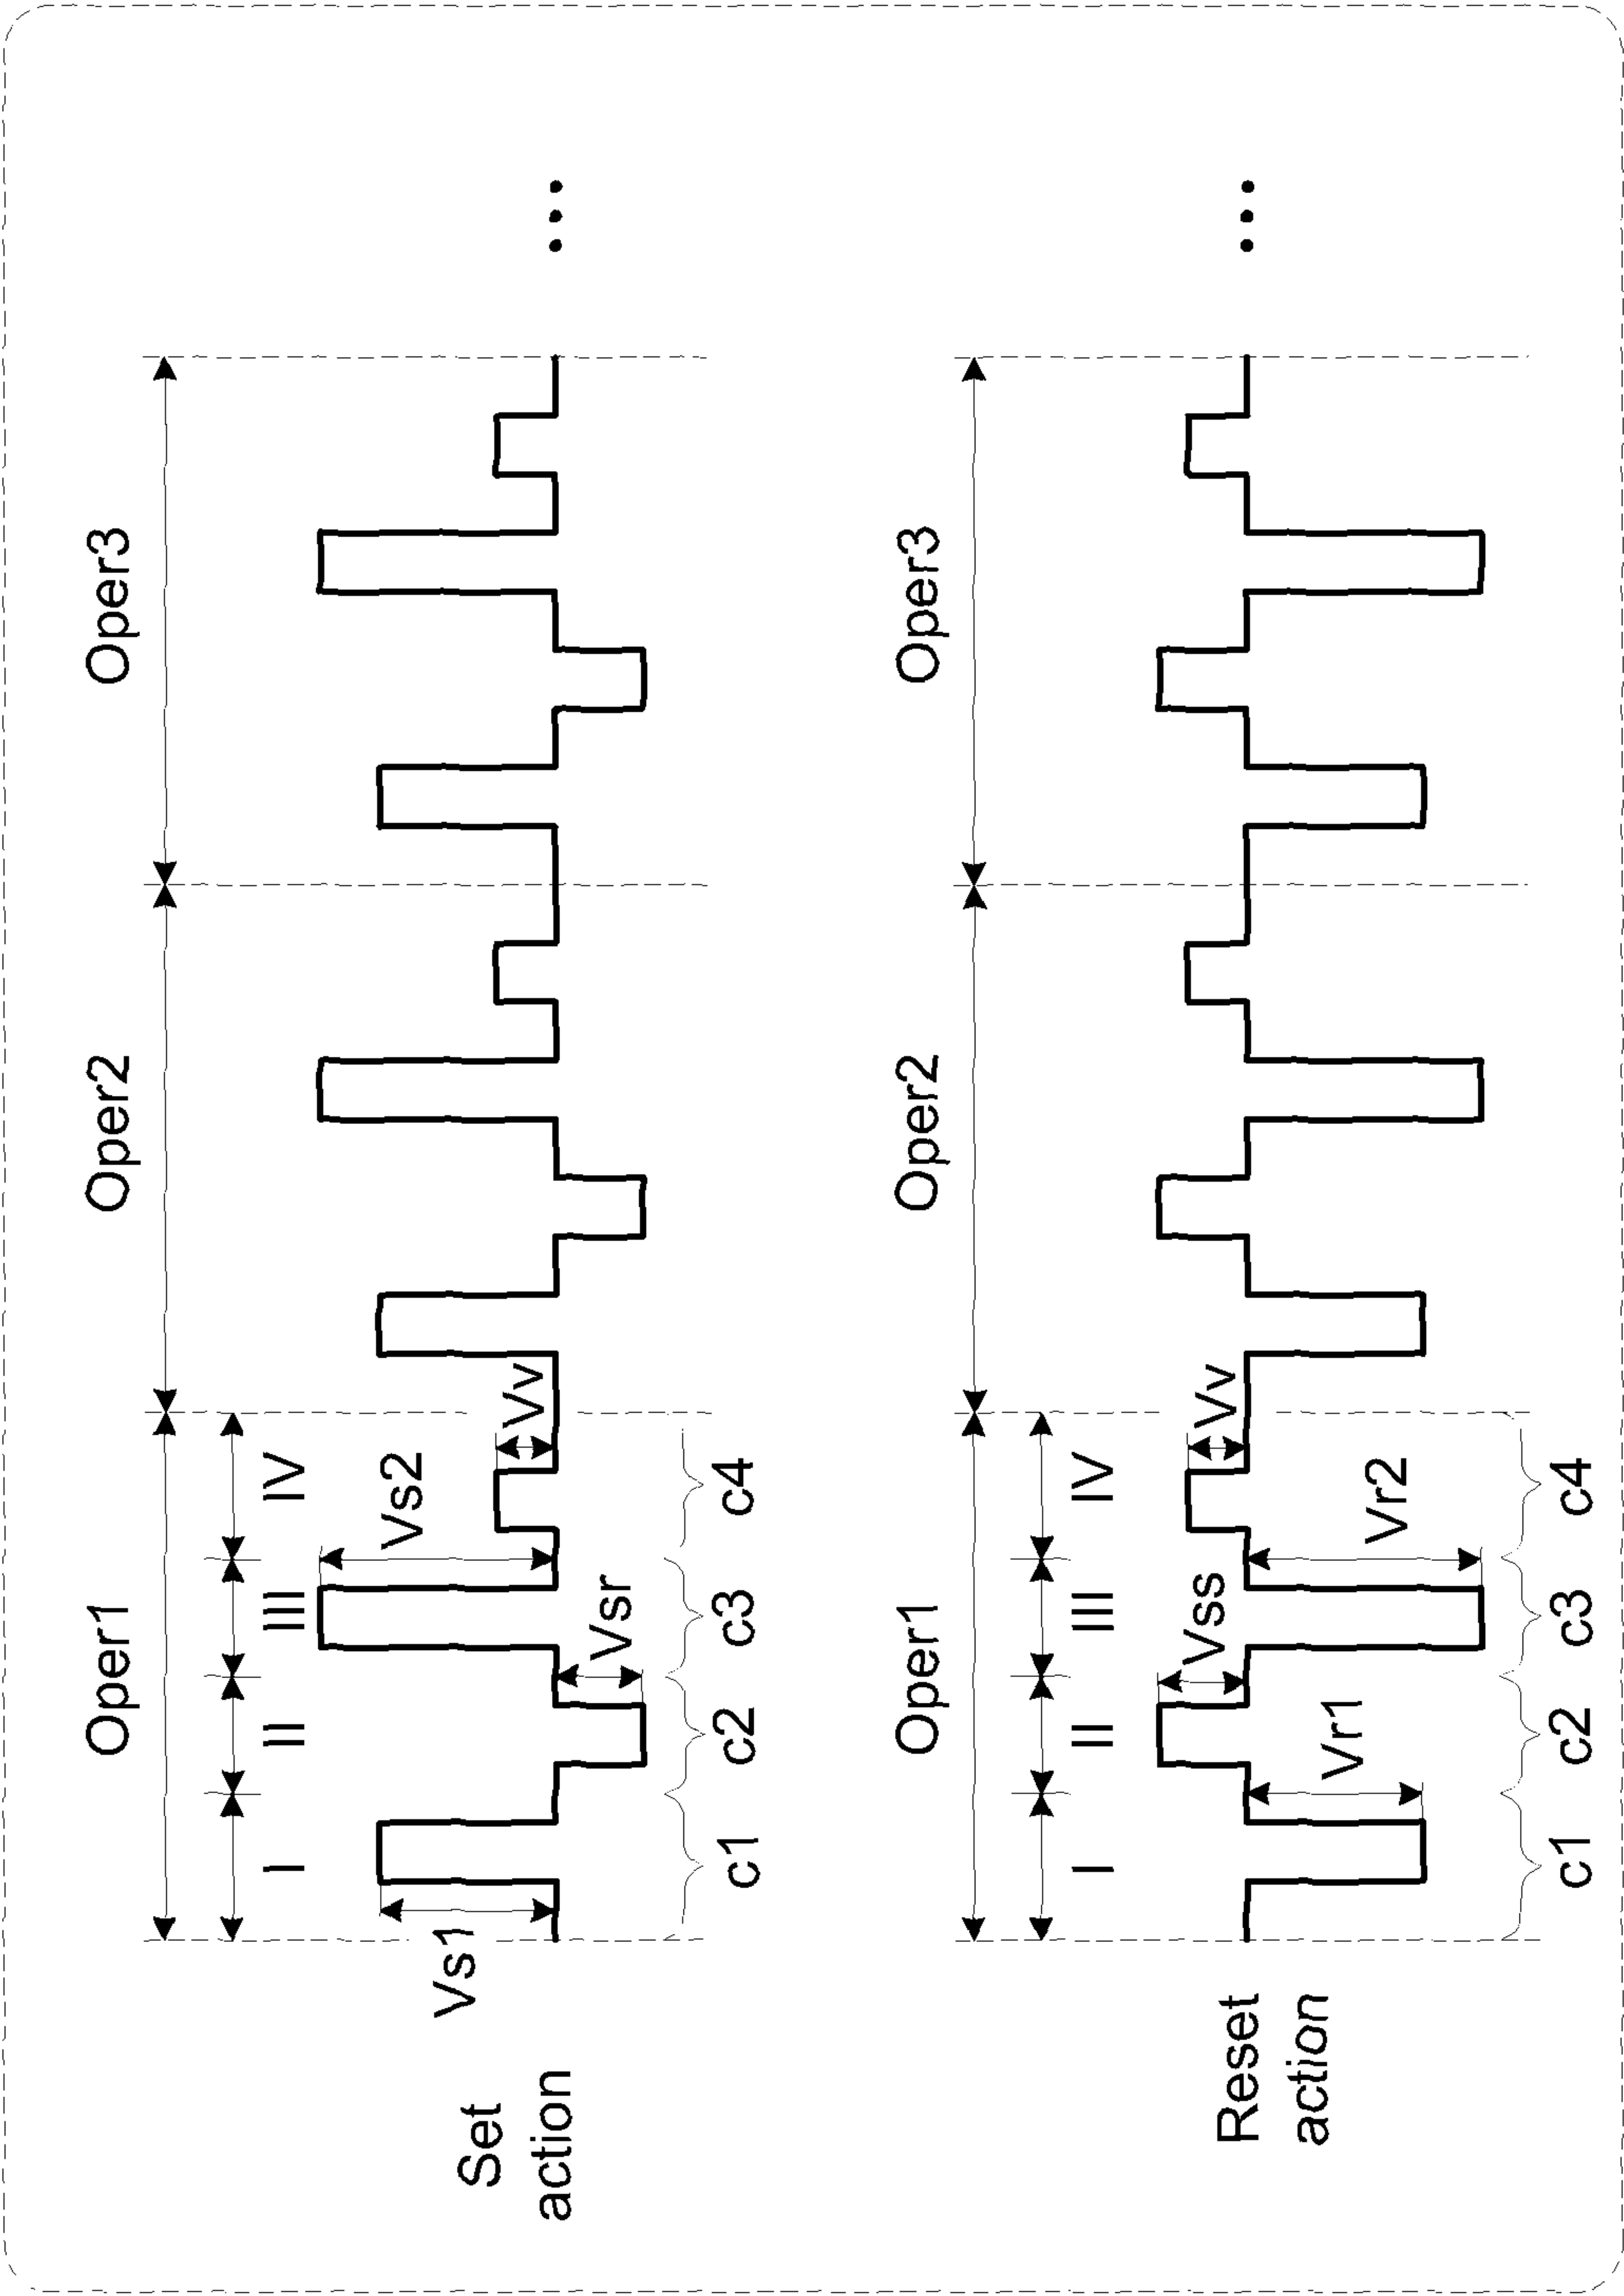 Oper1 Oper2 Oper3
I II III IV
Vs1 Vs2 Vsr Vv
Set
action
c1 c2 c3 c4
Oper1 Oper2 Oper3
I II III IV
Vss Vv
Reset
action
Vr1 Vr2
c1 c2 c3 c4